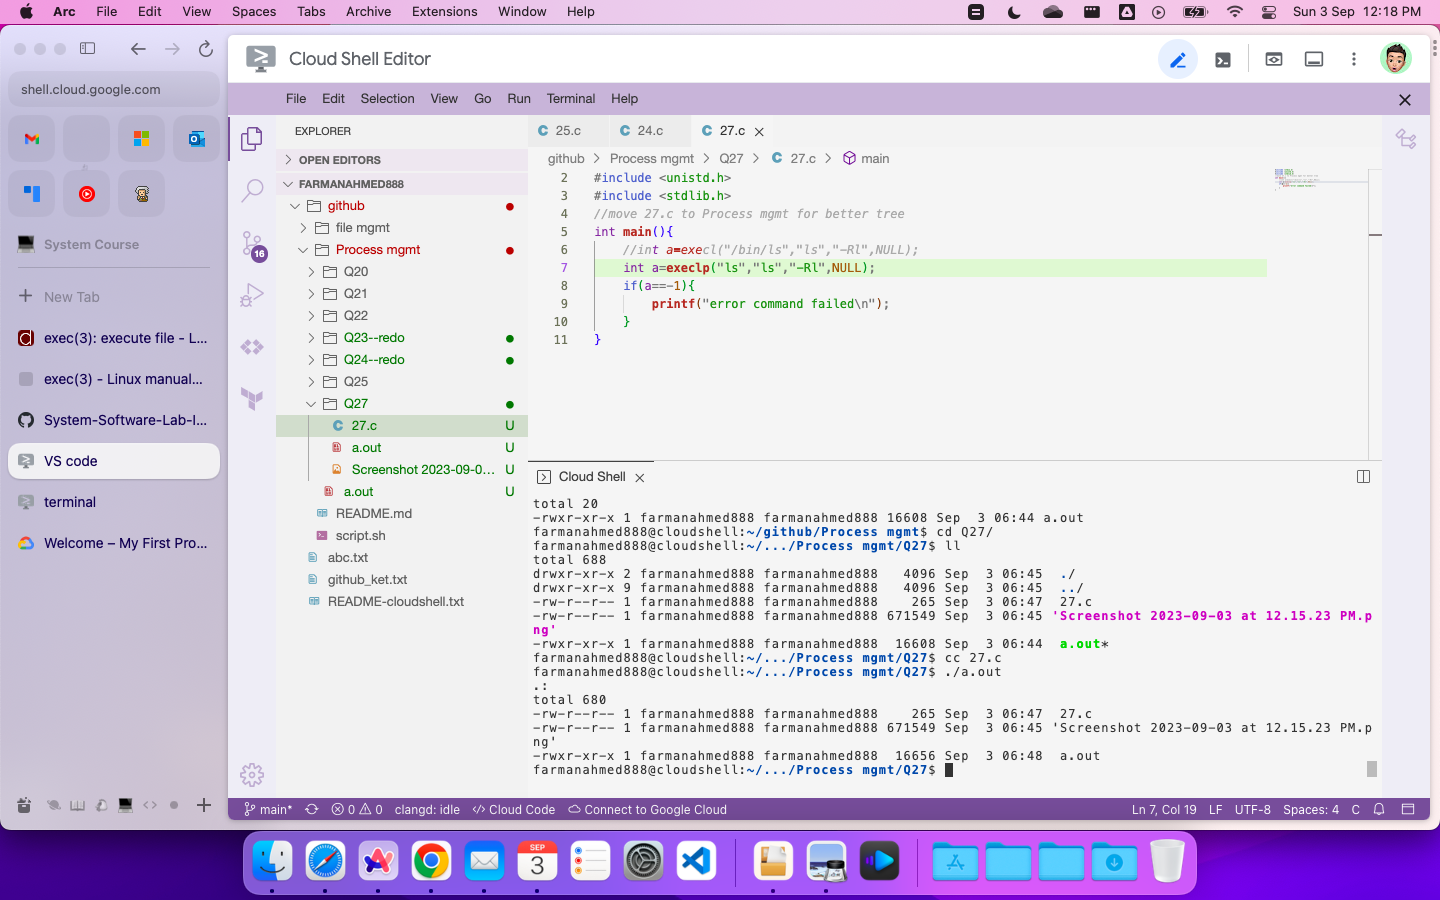 Arc File Edit View Spaces Tabs Archive Extensions Window Help Sun 3 Sep 12:18 PM
shell.cloud.google.com
System Course
New Tab
exec(3): execute file - L...
exec(3) - Linux manual...
System-Software-Lab-I...
VS code
terminal
Welcome – My First Pro...
Cloud Shell Editor
File Edit Selection View Go Run Terminal Help
EXPLORER
OPEN EDITORS
FARMANAHMED888
github
file mgmt
Process mgmt
Q20
Q21
Q22
Q23--redo
Q24--redo
Q25
Q27
27.c U
a.out U
Screenshot 2023-09-0... U
a.out U
README.md
script.sh
abc.txt
github_ket.txt
README-cloudshell.txt
16
25.c 24.c 27.c
github > Process mgmt > Q27 > 27.c > main
2 #include <unistd.h>
3 #include <stdlib.h>
4 //move 27.c to Process mgmt for better tree
5 int main(){
6 //int a=execl("/bin/ls","ls","-Rl",NULL);
7 int a=execlp("ls","ls","-Rl",NULL);
8 if(a==-1){
9 printf("error command failed\n");
10 }
11 }
Cloud Shell
total 20
-rwxr-xr-x 1 farmanahmed888 farmanahmed888 16608 Sep  3 06:44 a.out
farmanahmed888@cloudshell:~/github/Process mgmt$ cd Q27/
farmanahmed888@cloudshell:~/.../Process mgmt/Q27$ ll
total 688
drwxr-xr-x 2 farmanahmed888 farmanahmed888   4096 Sep  3 06:45  ./
drwxr-xr-x 9 farmanahmed888 farmanahmed888   4096 Sep  3 06:45  ../
-rw-r--r-- 1 farmanahmed888 farmanahmed888    265 Sep  3 06:47  27.c
-rw-r--r-- 1 farmanahmed888 farmanahmed888 671549 Sep  3 06:45 'Screenshot 2023-09-03 at 12.15.23 PM.p
ng'
-rwxr-xr-x 1 farmanahmed888 farmanahmed888  16608 Sep  3 06:44  a.out*
farmanahmed888@cloudshell:~/.../Process mgmt/Q27$ cc 27.c
farmanahmed888@cloudshell:~/.../Process mgmt/Q27$ ./a.out
.:
total 680
-rw-r--r-- 1 farmanahmed888 farmanahmed888    265 Sep  3 06:47  27.c
-rw-r--r-- 1 farmanahmed888 farmanahmed888 671549 Sep  3 06:45 'Screenshot 2023-09-03 at 12.15.23 PM.p
ng'
-rwxr-xr-x 1 farmanahmed888 farmanahmed888  16656 Sep  3 06:48  a.out
farmanahmed888@cloudshell:~/.../Process mgmt/Q27$
main* 0 0 clangd: idle Cloud Code Connect to Google Cloud Ln 7, Col 19 LF UTF-8 Spaces: 4 C
SEP
3